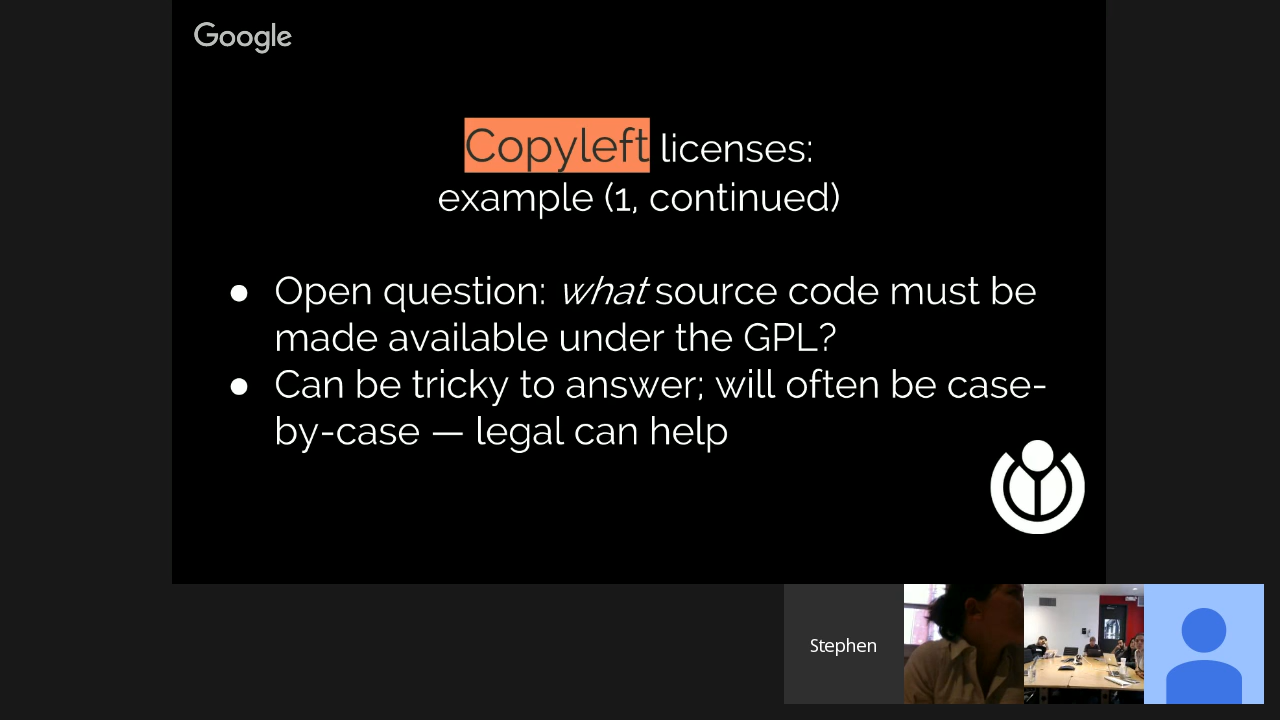 Google
Copyleft licenses:
example (1, continued)
● Open question: what source code must be
made available under the GPL?
● Can be tricky to answer; will often be case-
by-case — legal can help
Stephen